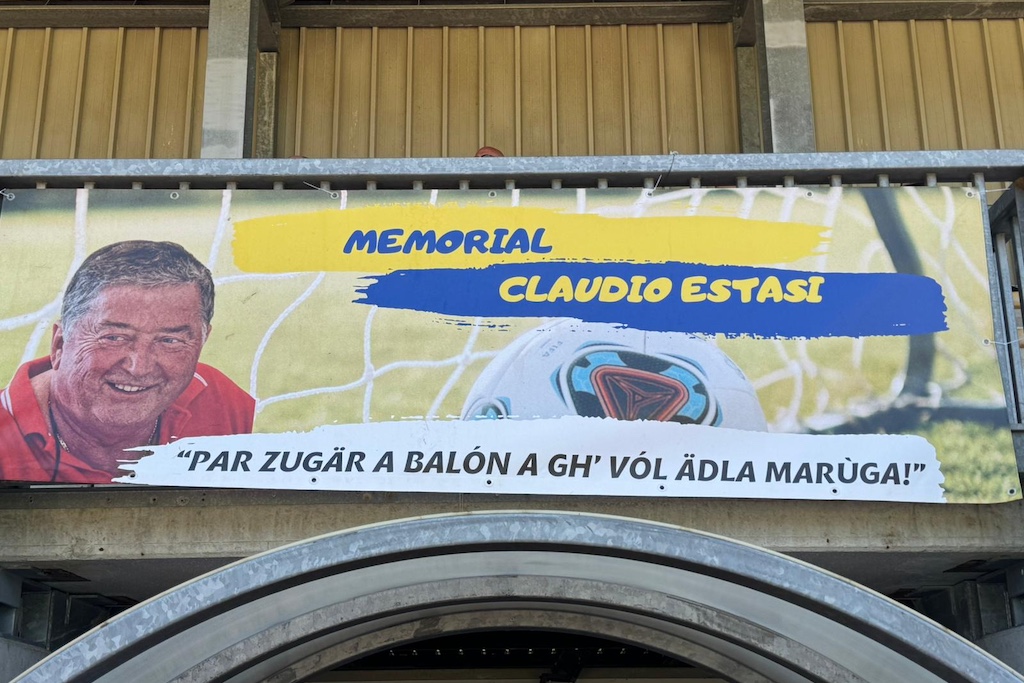 MEMORIAL
CLAUDIO ESTASI
“PAR ZUGÄR A BALÓN A GH’ VÓL ÄDLA MARÙGA!”